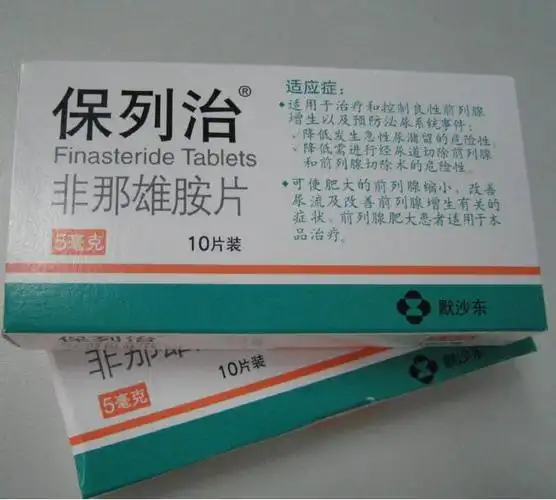 保列治®
Finasteride Tablets
非那雄胺片
5毫克
10片装
适应症：
•适用于治疗和控制良性前列腺
增生以及预防泌尿系统事件：
√降低发生急性尿潴留的危险性。
√降低需进行经尿道切除前列腺
和前列腺切除术的危险性。
•可使肥大的前列腺缩小、改善
尿流及改善前列腺增生有关的
症状。前列腺肥大患者适用于本
品治疗。
默沙东
保列治
非那雄胺
5毫克
10片装
默沙东